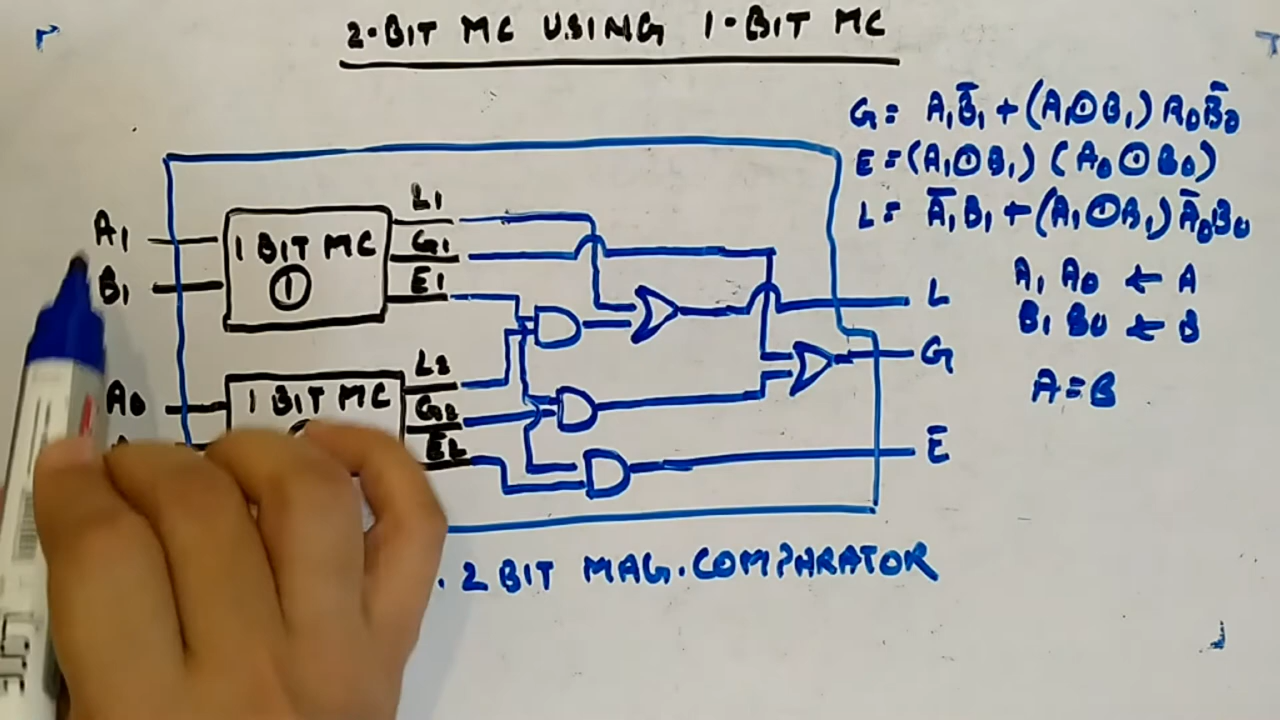 2·BIT MC USING 1·BIT MC
G = A₁B̄₁ + (A₁⊙B₁) A₀B̄₀
E = (A₁⊙B₁) (A₀⊙B₀)
L = Ā₁B₁ + (A₁⊙B₁) Ā₀B₀
A₁ A₀ ← A
B₁ B₀ ← B
A = B
A₁
B₁
1 BIT MC
①
L₁
G₁
E₁
A₀
1 BIT MC
L₂
G₂
E₂
L
G
E
. 2 BIT MAG. COMPARATOR